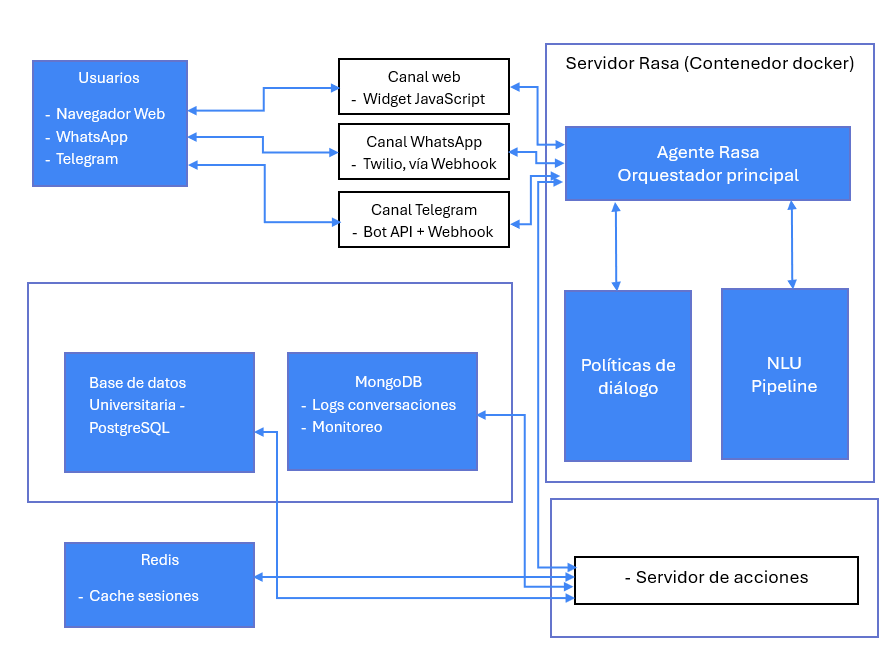 Usuarios
- Navegador Web
- WhatsApp
- Telegram
Canal web
- Widget JavaScript
Canal WhatsApp
- Twilio, vía Webhook
Canal Telegram
- Bot API + Webhook
Servidor Rasa (Contenedor docker)
Agente Rasa
Orquestador principal
Políticas de
diálogo
NLU
Pipeline
Base de datos
Universitaria -
PostgreSQL
MongoDB
- Logs conversaciones
- Monitoreo
Redis
- Cache sesiones
- Servidor de acciones